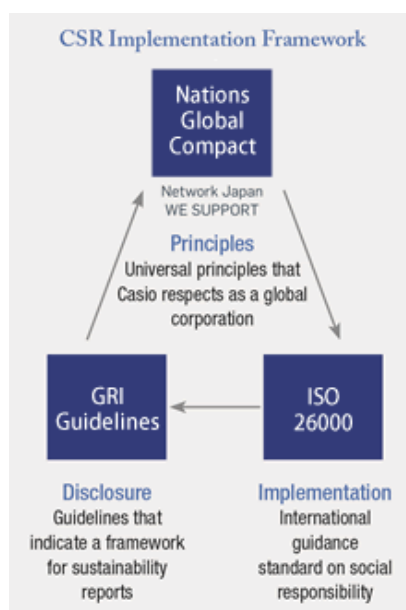 CSR Implementation Framework
Nations
Global
Compact
Network Japan
WE SUPPORT
Principles
Universal principles that
Casio respects as a global
corporation
GRI
Guidelines
ISO
26000
Disclosure
Guidelines that
indicate a framework
for sustainability
reports
Implementation
International
guidance
standard on social
responsibility